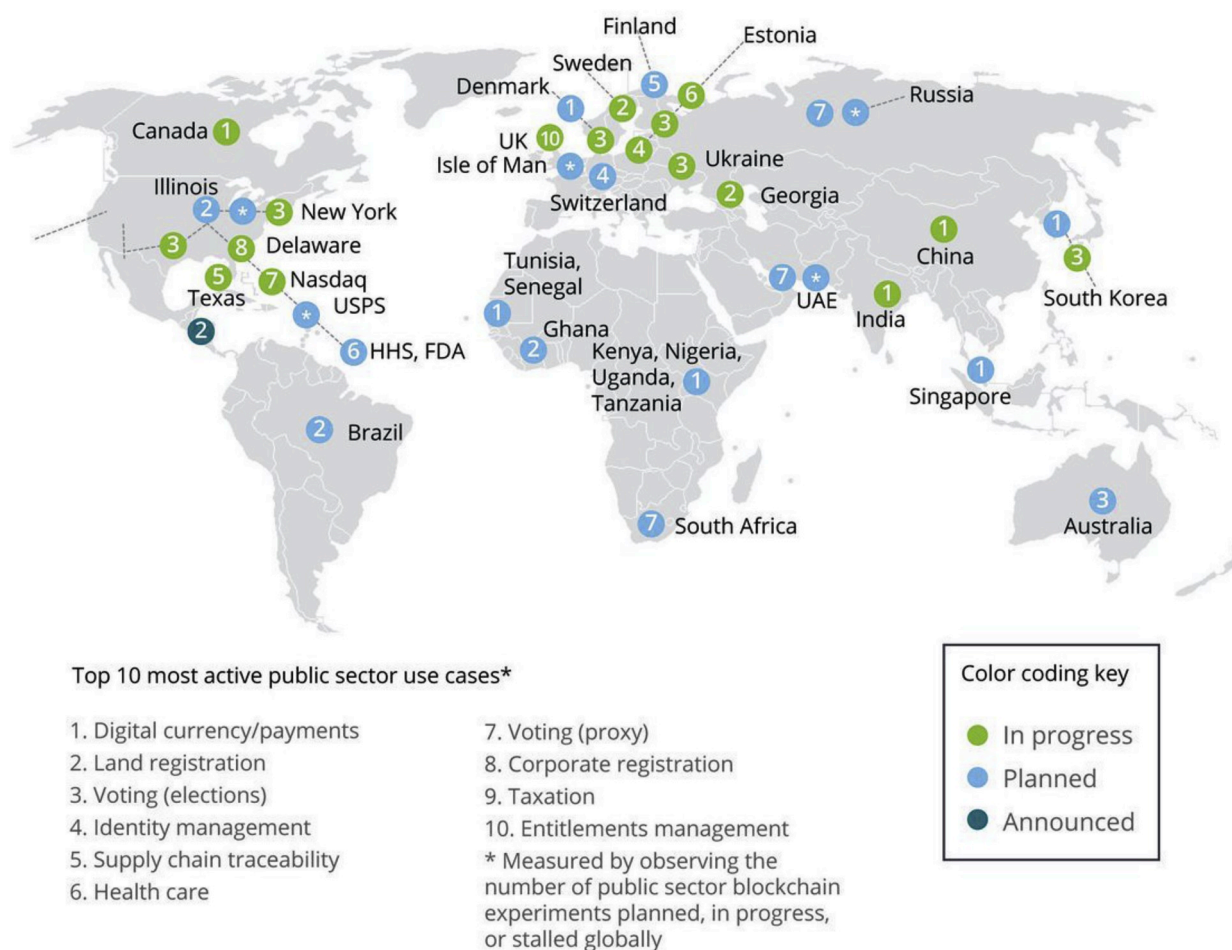 Finland
Estonia
Sweden
Denmark
5
6
Russia
1
2
7
*
Canada
1
3
UK
10
3
4
3
Ukraine
Isle of Man
*
4
Illinois
Switzerland
2
Georgia
2
*
3
New York
1
1
3
8
Delaware
China
3
Tunisia,
Senegal
5
7
Nasdaq
7
*
South Korea
Texas
USPS
UAE
1
India
*
1
2
Ghana
6
HHS, FDA
2
Kenya, Nigeria,
Uganda,
Tanzania
1
1
Singapore
2
Brazil
3
7
South Africa
Australia
Top 10 most active public sector use cases*
1. Digital currency/payments
2. Land registration
3. Voting (elections)
4. Identity management
5. Supply chain traceability
6. Health care
7. Voting (proxy)
8. Corporate registration
9. Taxation
10. Entitlements management
* Measured by observing the
number of public sector blockchain
experiments planned, in progress,
or stalled globally
Color coding key
In progress
Planned
Announced